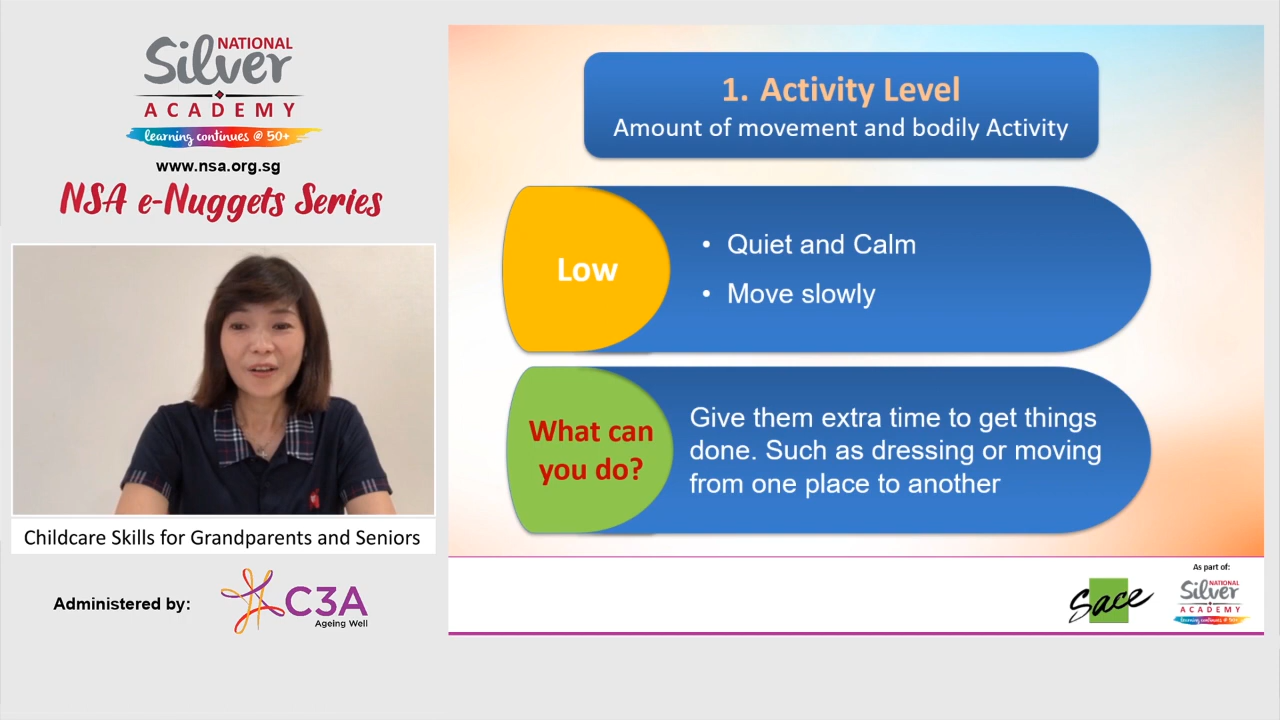 NATIONAL
Silver
ACADEMY
learning continues @ 50+
www.nsa.org.sg
NSA e-Nuggets Series
Childcare Skills for Grandparents and Seniors
Administered by:
C3A
Ageing Well
1. Activity Level
Amount of movement and bodily Activity
Low
• Quiet and Calm
• Move slowly
What can
you do?
Give them extra time to get things
done. Such as dressing or moving
from one place to another
Sace
As part of:
NATIONAL
Silver
ACADEMY
learning continues @ 50+